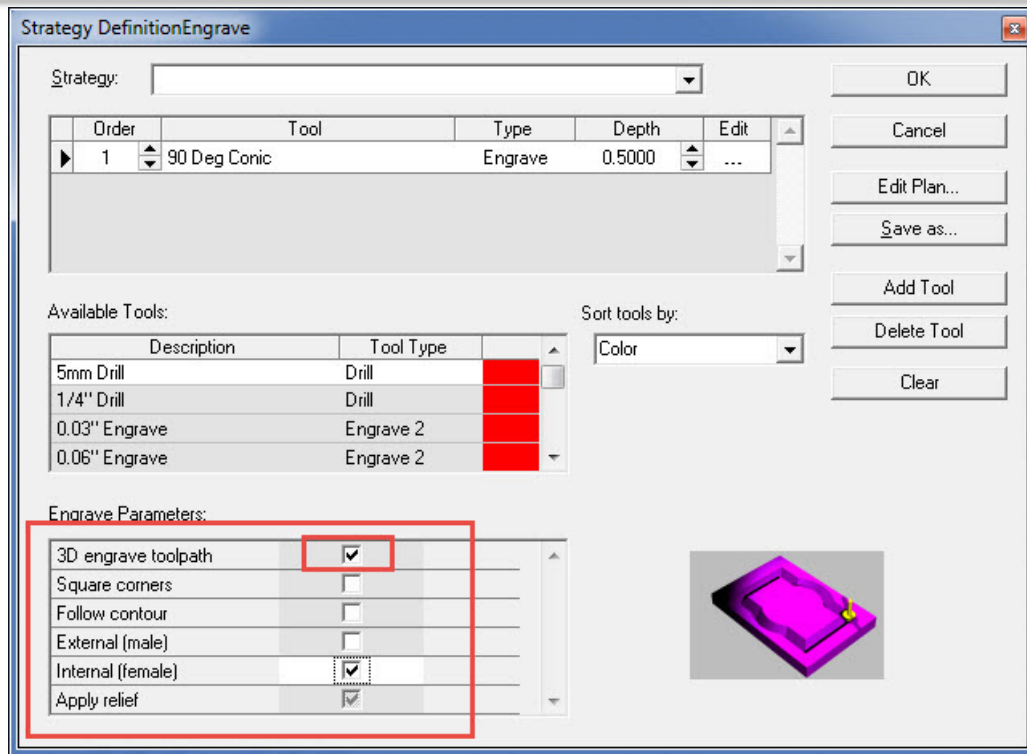 Strategy DefinitionEngrave
Strategy:
OK
Order Tool Type Depth Edit
Cancel
1 90 Deg Conic Engrave 0.5000 ...
Edit Plan...
Save as...
Add Tool
Available Tools:
Sort tools by:
Delete Tool
Description Tool Type
Color
5mm Drill Drill
Clear
1/4" Drill Drill
0.03" Engrave Engrave 2
0.06" Engrave Engrave 2
Engrave Parameters:
3D engrave toolpath
Square corners
Follow contour
External (male)
Internal (female)
Apply relief